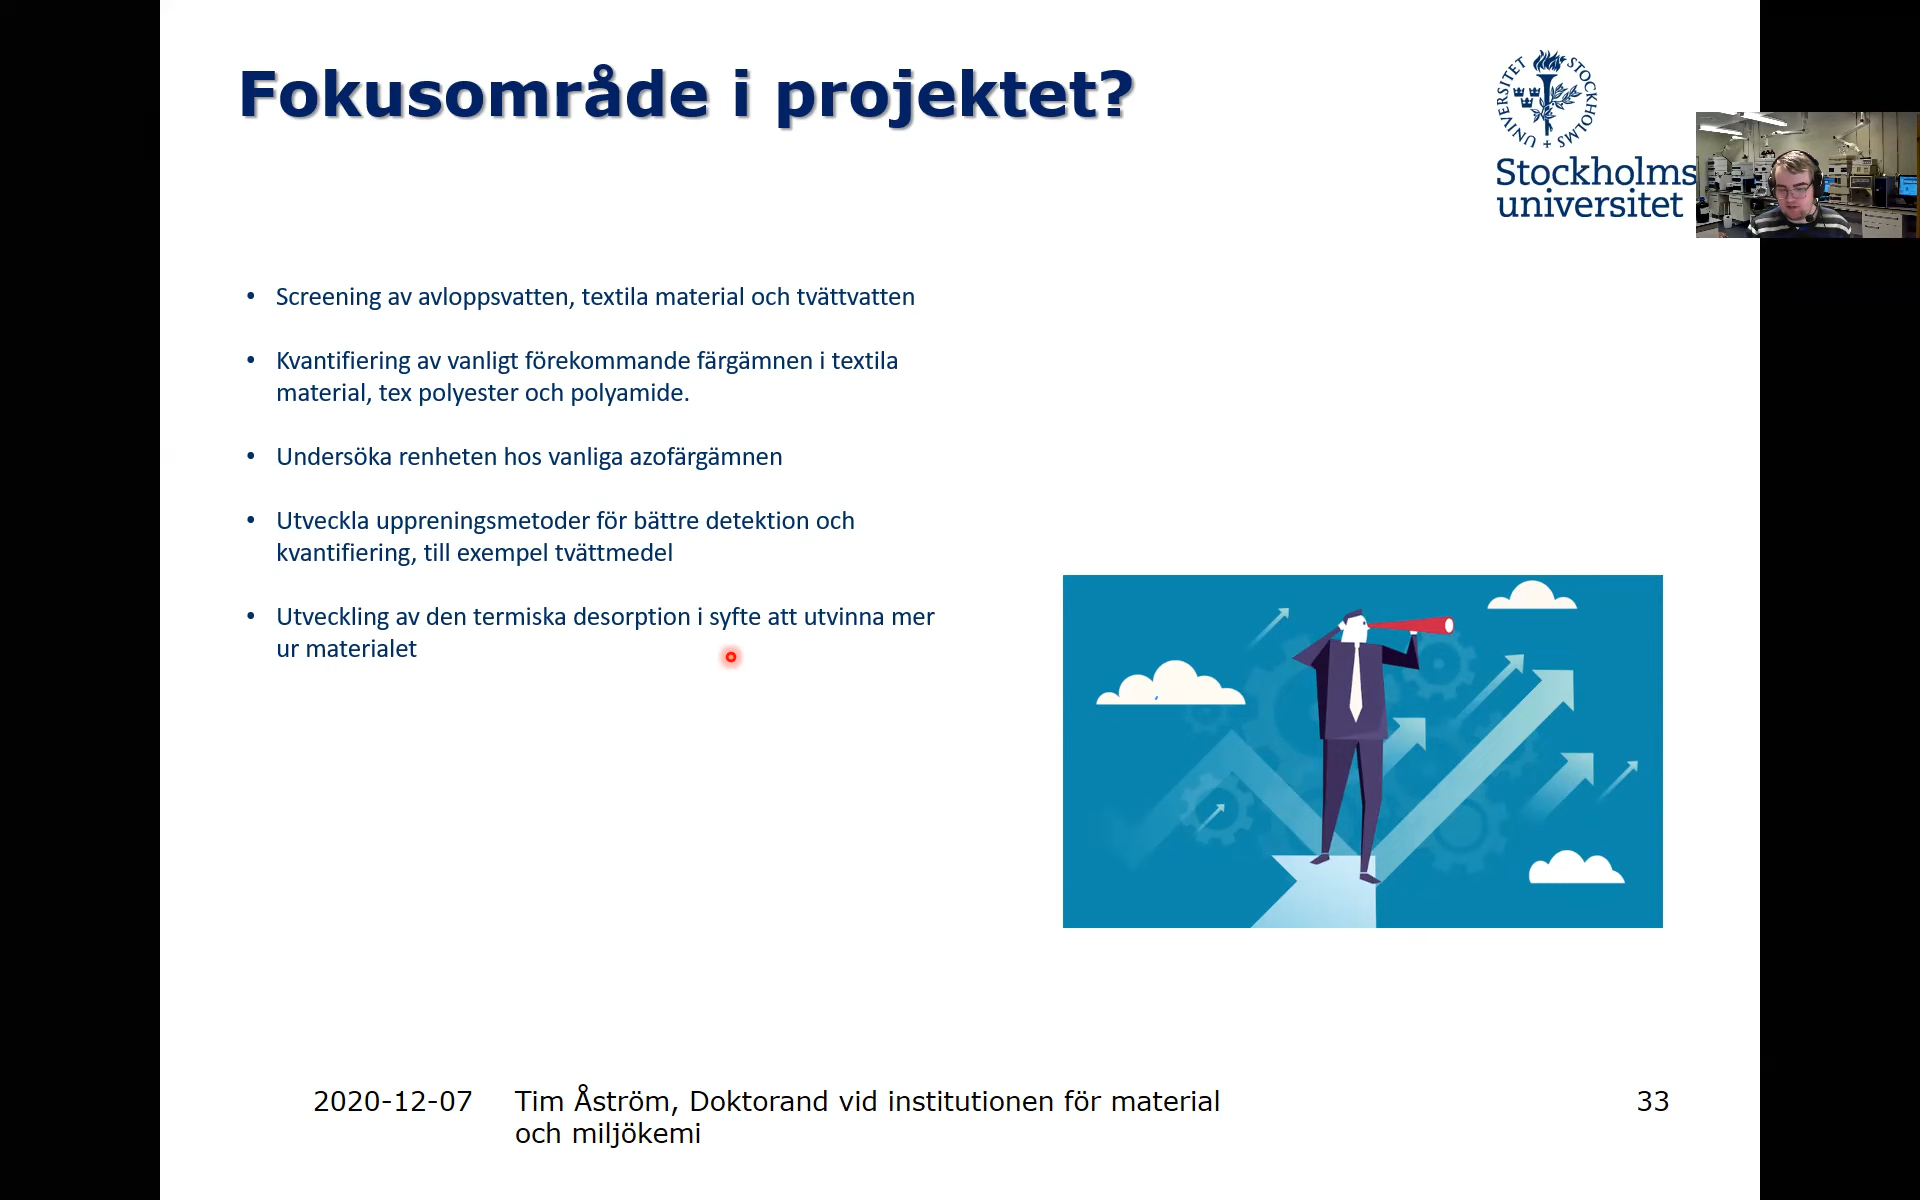 Fokusområde i projektet?
STOCKHOLMS UNIVERSITET +
Stockholms
universitet
• Screening av avloppsvatten, textila material och tvättvatten
• Kvantifiering av vanligt förekommande färgämnen i textila
material, tex polyester och polyamide.
• Undersöka renheten hos vanliga azofärgämnen
• Utveckla uppreningsmetoder för bättre detektion och
kvantifiering, till exempel tvättmedel
• Utveckling av den termiska desorption i syfte att utvinna mer
ur materialet
2020-12-07
Tim Åström, Doktorand vid institutionen för material
och miljökemi
33